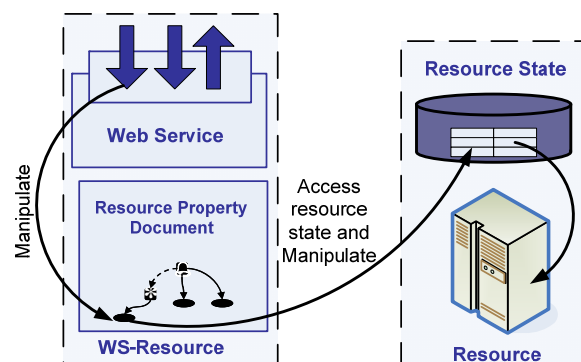 Web Service
Resource Property
Document
WS-Resource
Manipulate
Access
resource
state and
Manipulate
Resource State
Resource